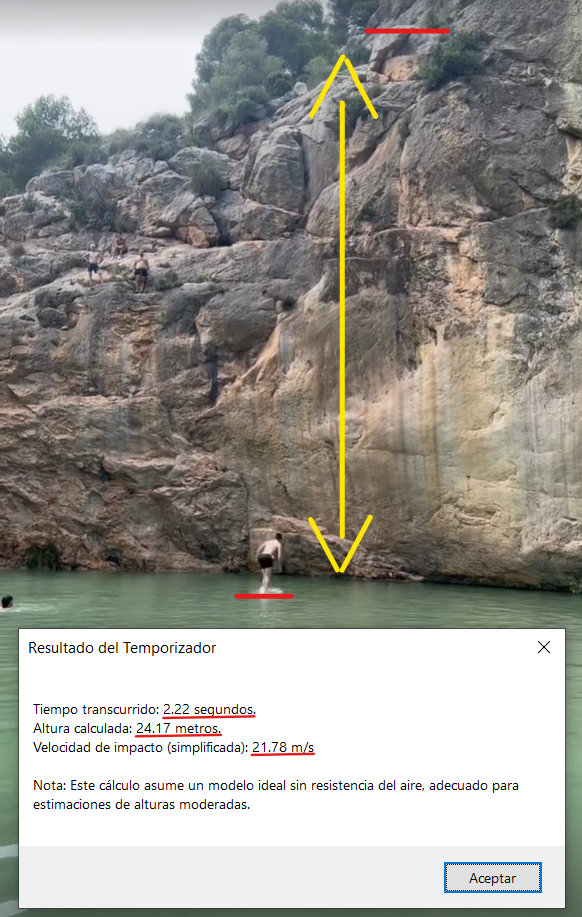 Resultado del Temporizador
Tiempo transcurrido: 2.22 segundos.
Altura calculada: 24.17 metros.
Velocidad de impacto (simplificada): 21.78 m/s
Nota: Este cálculo asume un modelo ideal sin resistencia del aire, adecuado para
estimaciones de alturas moderadas.
Aceptar